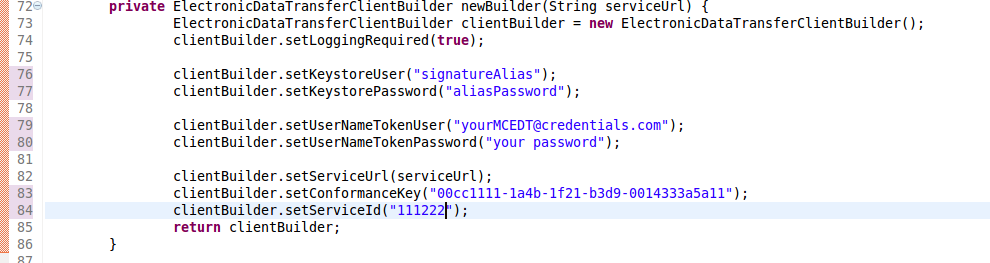 72 private ElectronicDataTransferClientBuilder newBuilder(String serviceUrl) {
73 ElectronicDataTransferClientBuilder clientBuilder = new ElectronicDataTransferClientBuilder();
74 clientBuilder.setLoggingRequired(true);
75
76 clientBuilder.setKeystoreUser("signatureAlias");
77 clientBuilder.setKeystorePassword("aliasPassword");
78
79 clientBuilder.setUserNameTokenUser("yourMCEDT@credentials.com");
80 clientBuilder.setUserNameTokenPassword("your password");
81
82 clientBuilder.setServiceUrl(serviceUrl);
83 clientBuilder.setConformanceKey("00cc1111-1a4b-1f21-b3d9-0014333a5a11");
84 clientBuilder.setServiceId("111222");
85 return clientBuilder;
86 }
87